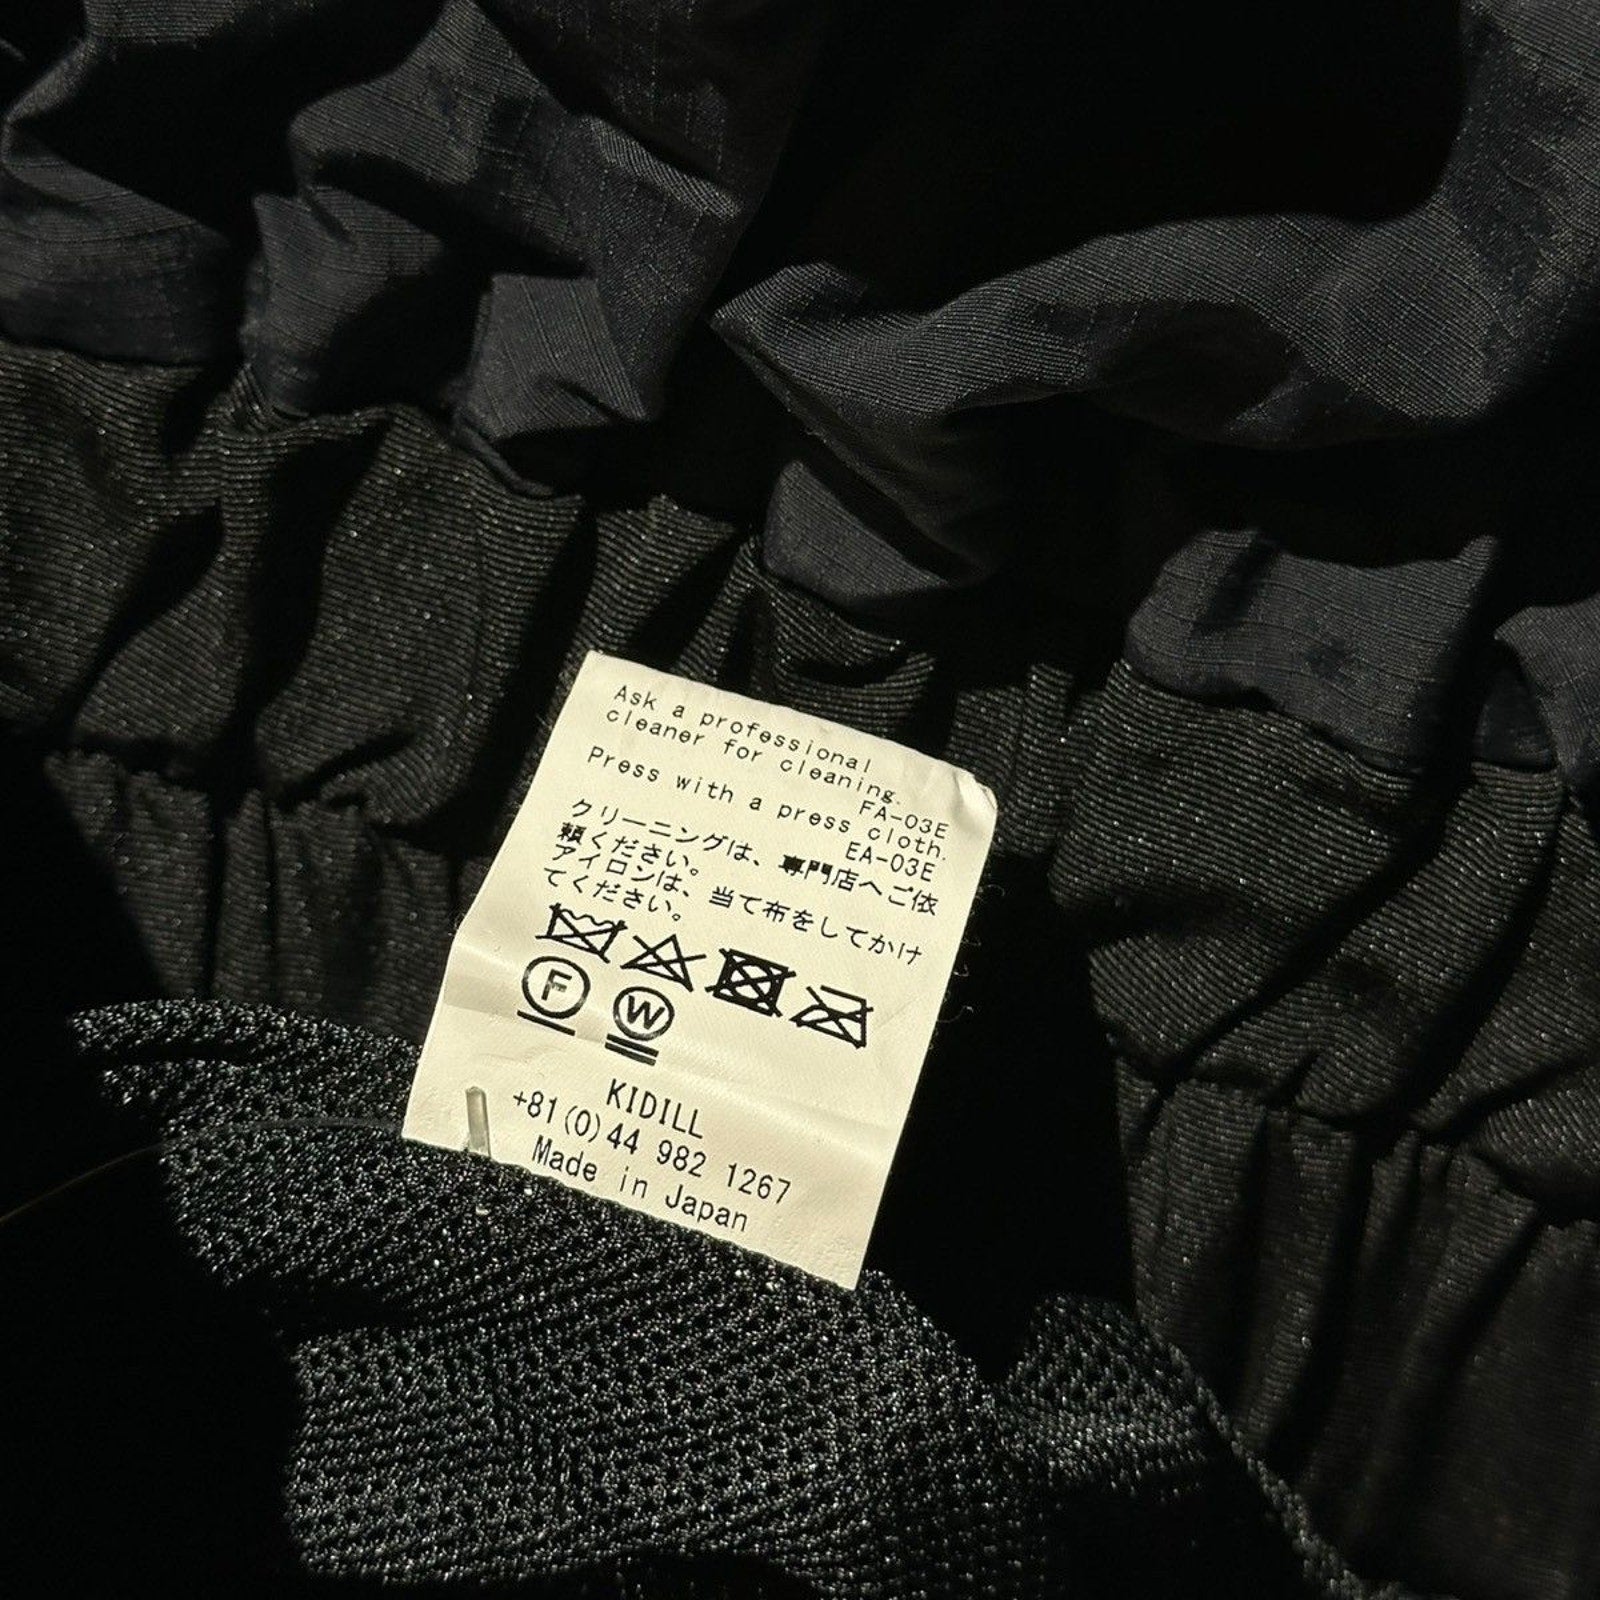 Ask a professional
cleaner for cleaning.
FA-03E
Press with a press cloth.
EA-03E
クリーニングは、専門店へご依
頼ください。
アイロンは、当て布をしてかけ
てください。
F
W
KIDILL
+81(0)44 982 1267
Made in Japan